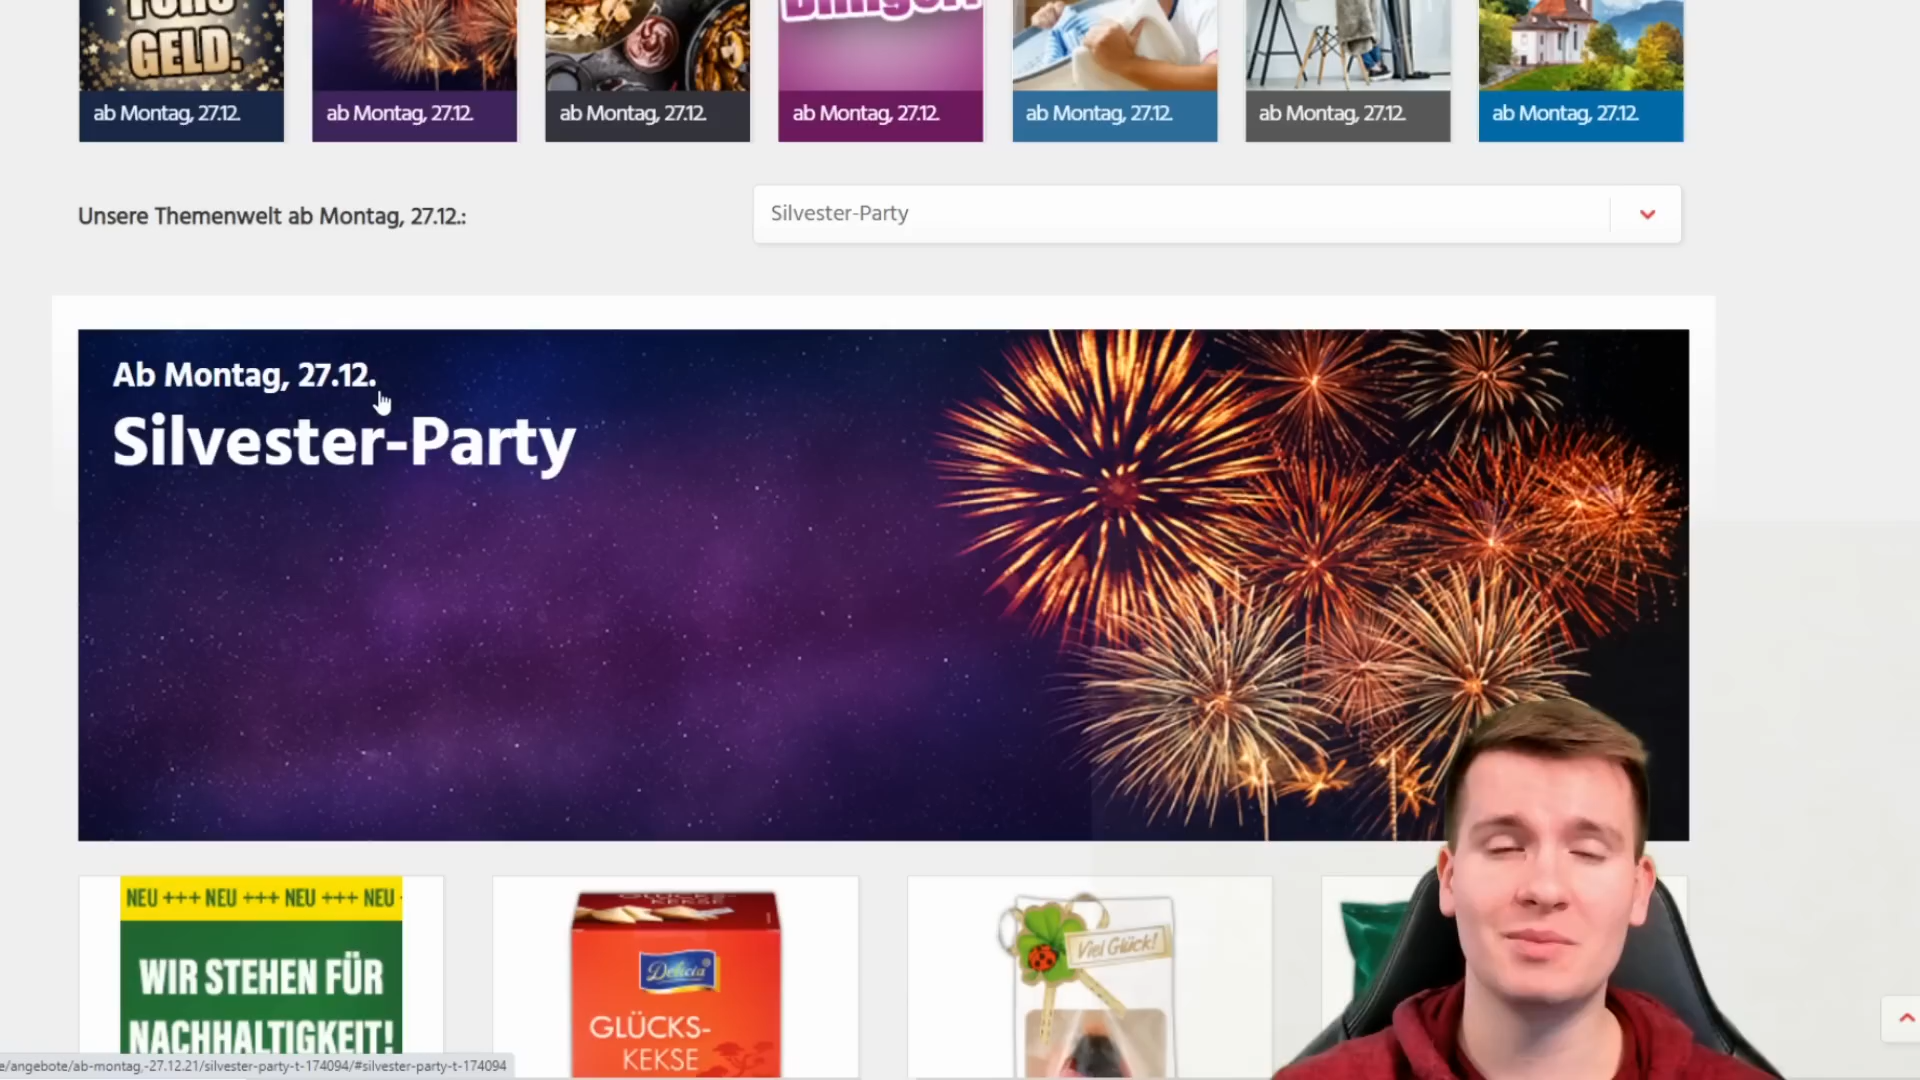 GELD.
ab Montag, 27.12.
ab Montag, 27.12.
ab Montag, 27.12.
ab Montag, 27.12.
ab Montag, 27.12.
ab Montag, 27.12.
ab Montag, 27.12.
Unsere Themenwelt ab Montag, 27.12.:
Silvester-Party
Ab Montag, 27.12.
Silvester-Party
NEU +++ NEU +++ NEU +++ NEU
WIR STEHEN FÜR
NACHHALTIGKEIT!
KEKSE
Delicia
GLÜCKS-
KEKSE
Viel Glück!
e/angebote/ab-montag,-27.12.21/silvester-party-t-174094/#silvester-party-t-174094